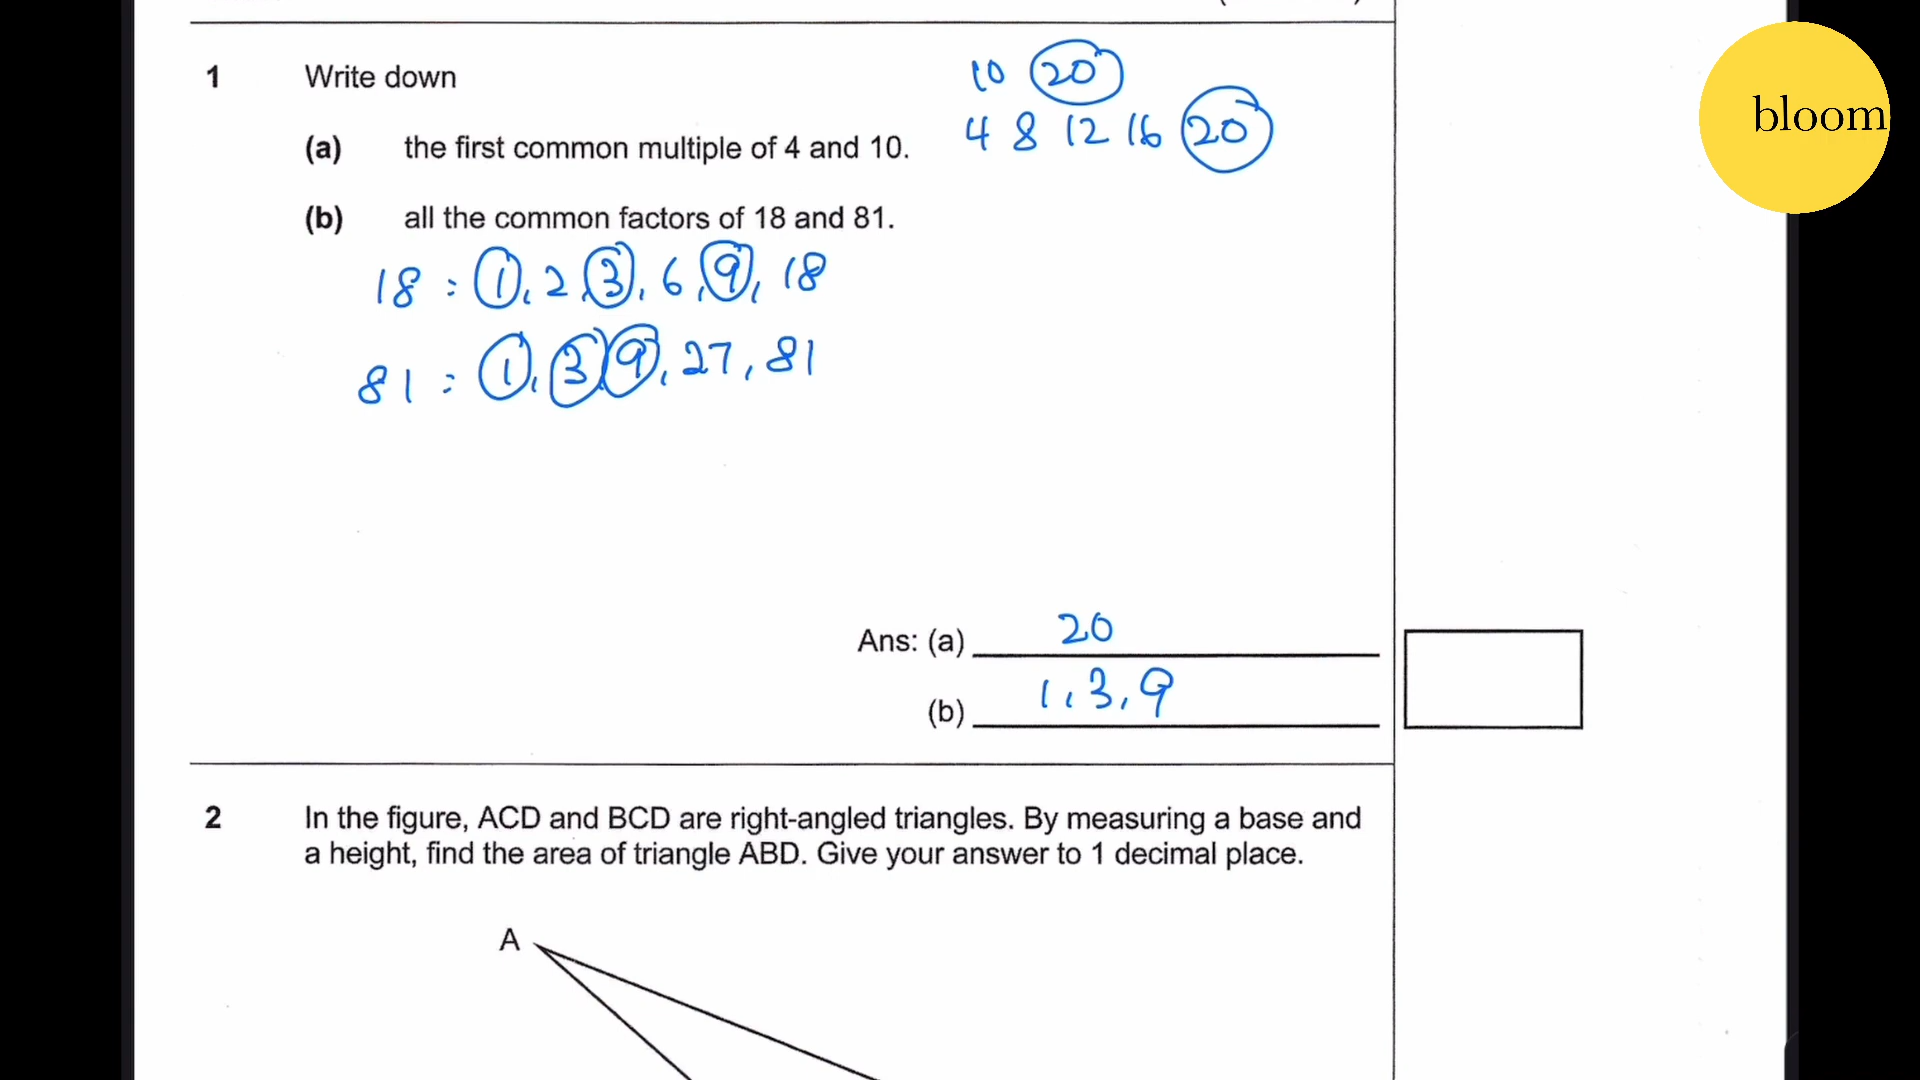 1 Write down
10 20
(a) the first common multiple of 4 and 10.
4 8 12 16 20
bloom
(b) all the common factors of 18 and 81.
18 : 1, 2, 3, 6, 9, 18
81 : 1, 3, 9, 27, 81
Ans: (a) 20
(b) 1, 3, 9
2 In the figure, ACD and BCD are right-angled triangles. By measuring a base and
a height, find the area of triangle ABD. Give your answer to 1 decimal place.
A